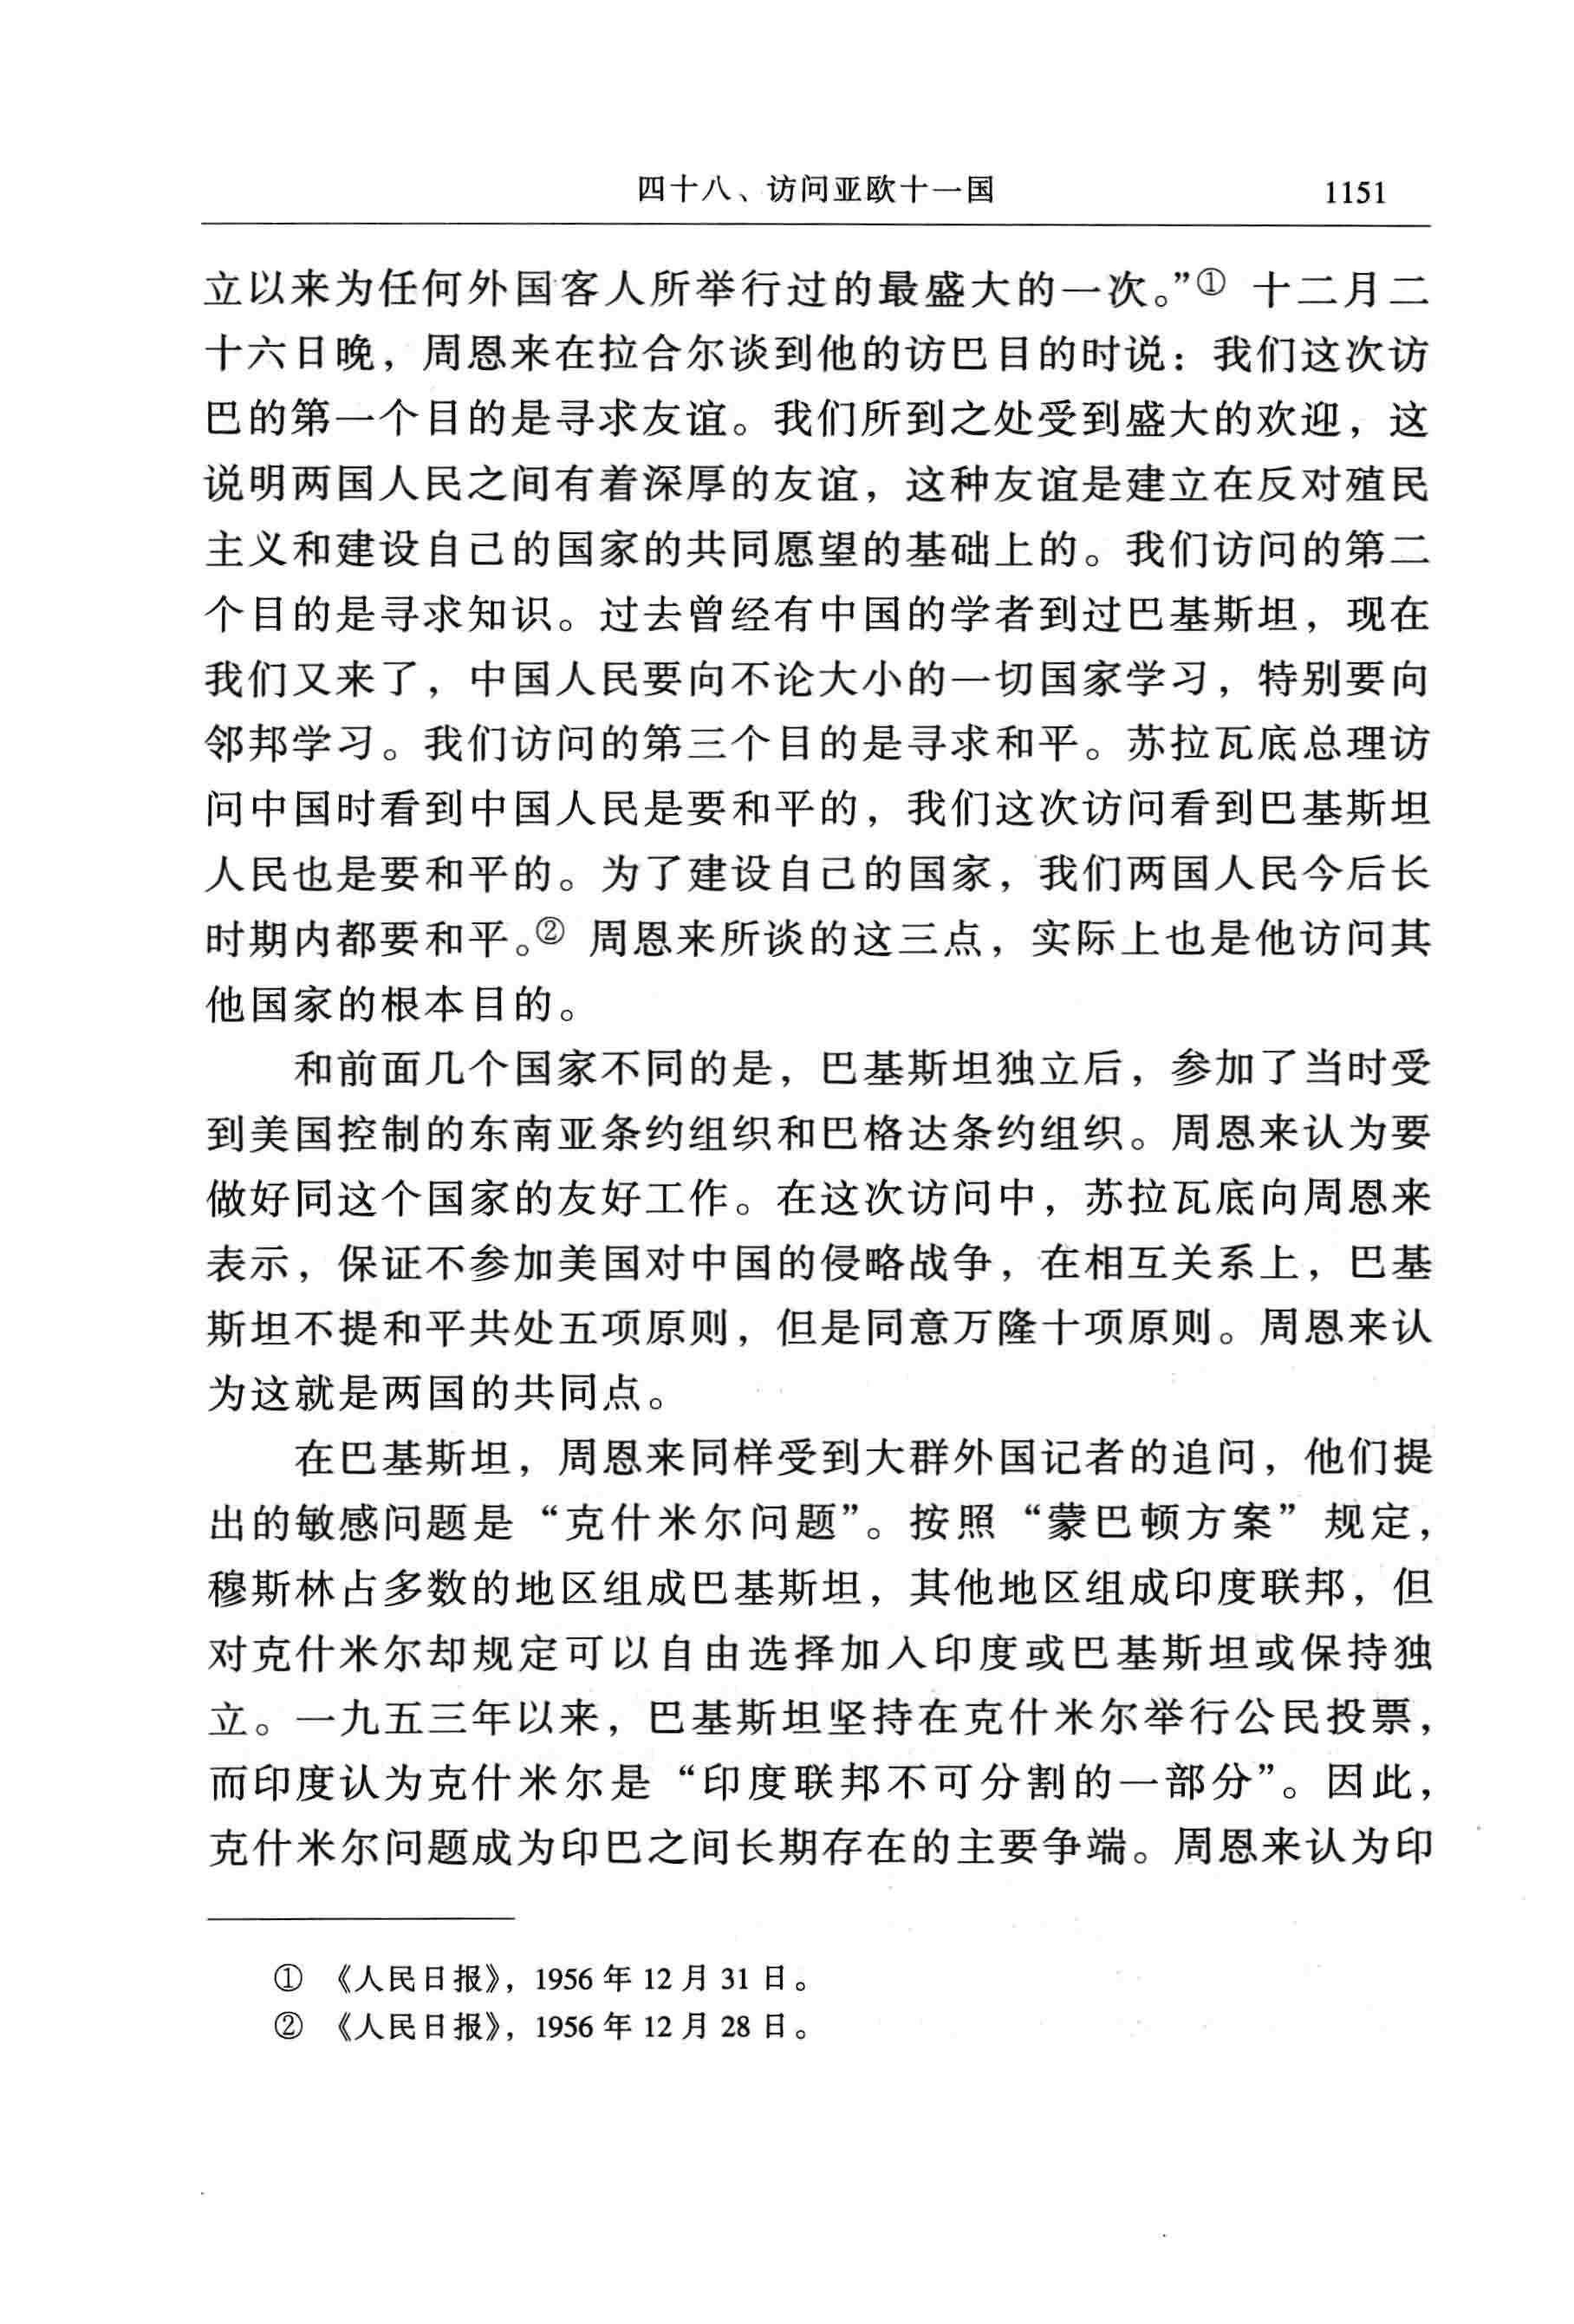 四十八、访问亚欧十一国 1151
立以来为任何外国客人所举行过的最盛大的一次。”① 十二月二
十六日晚，周恩来在拉合尔谈到他的访巴目的时说：我们这次访
巴的第一个目的是寻求友谊。我们所到之处受到盛大的欢迎，这
说明两国人民之间有着深厚的友谊，这种友谊是建立在反对殖民
主义和建设自己的国家的共同愿望的基础上的。我们访问的第二
个目的是寻求知识。过去曾经有中国的学者到过巴基斯坦，现在
我们又来了，中国人民要向不论大小的一切国家学习，特别要向
邻邦学习。我们访问的第三个目的是寻求和平。苏拉瓦底总理访
问中国时看到中国人民是要和平的，我们这次访问看到巴基斯坦
人民也是要和平的。为了建设自己的国家，我们两国人民今后长
时期内都要和平。② 周恩来所谈的这三点，实际上也是他访问其
他国家的根本目的。
和前面几个国家不同的是，巴基斯坦独立后，参加了当时受
到美国控制的东南亚条约组织和巴格达条约组织。周恩来认为要
做好同这个国家的友好工作。在这次访问中，苏拉瓦底向周恩来
表示，保证不参加美国对中国的侵略战争，在相互关系上，巴基
斯坦不提和平共处五项原则，但是同意万隆十项原则。周恩来认
为这就是两国的共同点。
在巴基斯坦，周恩来同样受到大群外国记者的追问，他们提
出的敏感问题是“克什米尔问题”。按照“蒙巴顿方案”规定，
穆斯林占多数的地区组成巴基斯坦，其他地区组成印度联邦，但
对克什米尔却规定可以自由选择加入印度或巴基斯坦或保持独
立。一九五三年以来，巴基斯坦坚持在克什米尔举行公民投票，
而印度认为克什米尔是“印度联邦不可分割的一部分”。因此，
克什米尔问题成为印巴之间长期存在的主要争端。周恩来认为印
① 《人民日报》，1956 年 12 月 31 日。
② 《人民日报》，1956 年 12 月 28 日。